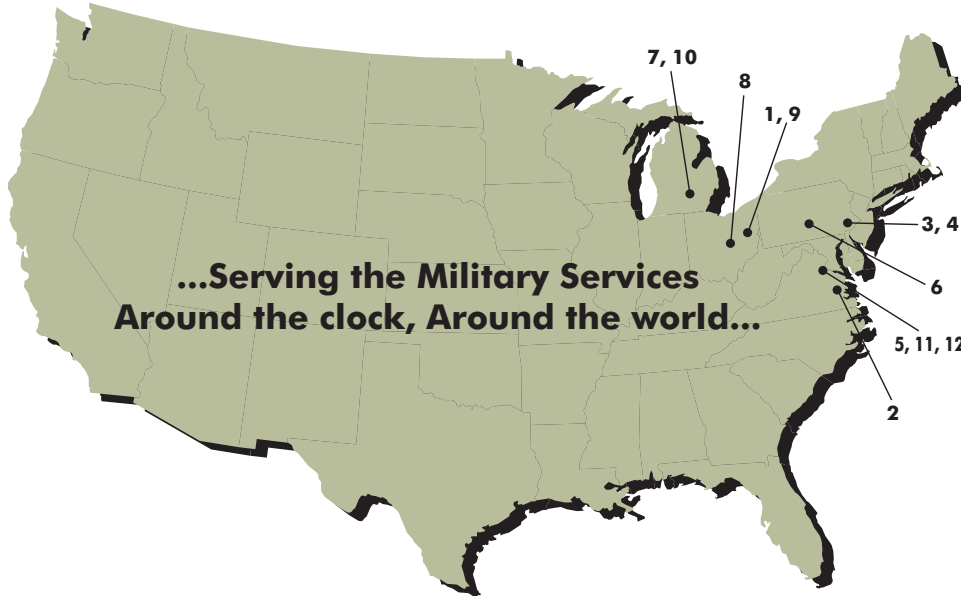 7, 10
8
1, 9
3, 4
...Serving the Military Services
Around the clock, Around the world...
6
5, 11, 12
2